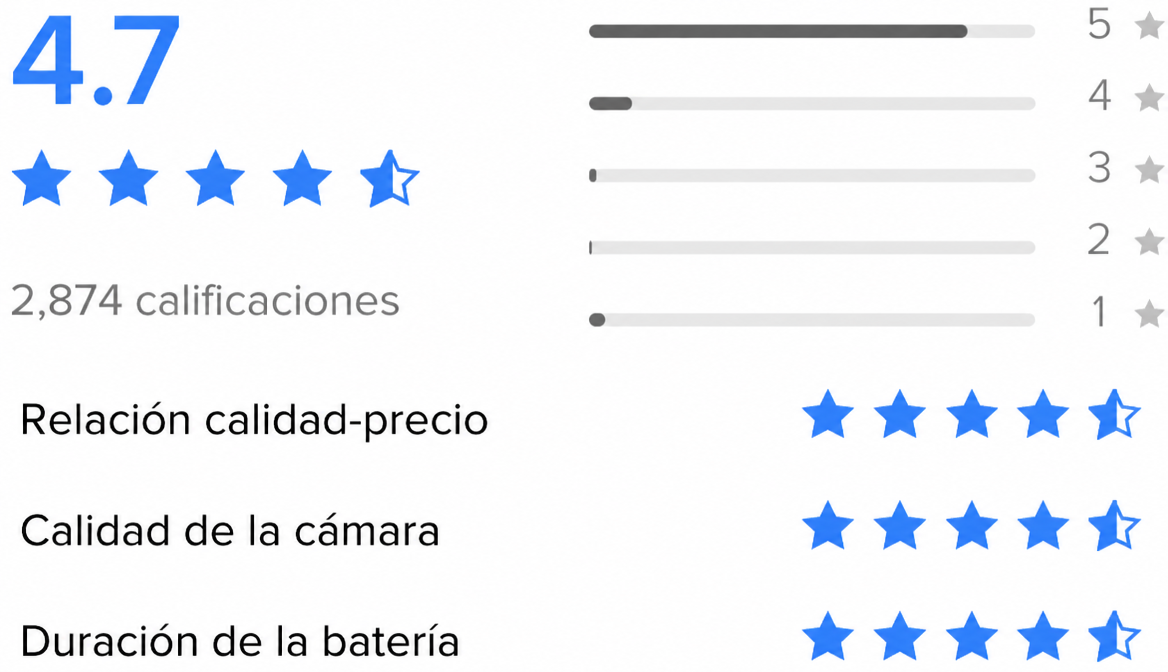 4.7
2,874 calificaciones
5
4
3
2
1
Relación calidad-precio
Calidad de la cámara
Duración de la batería